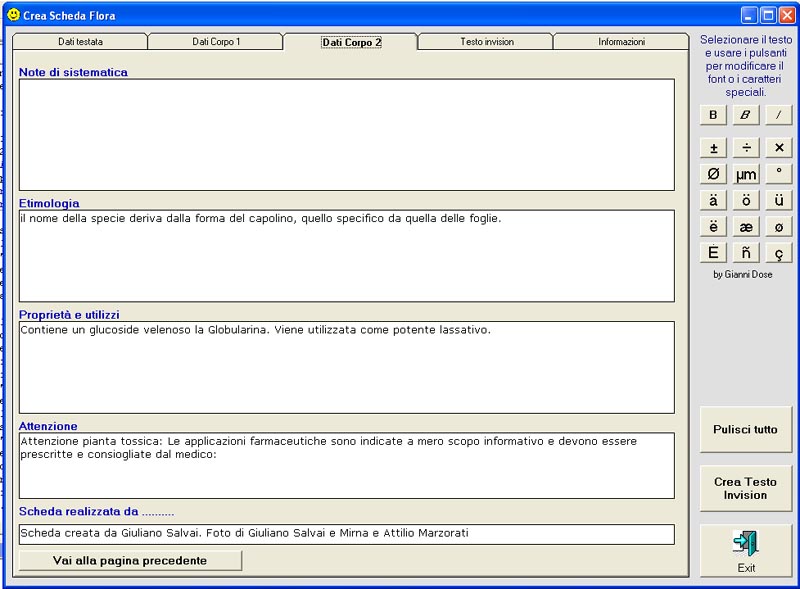 Crea Scheda Flora
Dati testata
Dati Corpo 1
Dati Corpo 2
Testo invision
Informazioni
Note di sistematica
Etimologia
il nome della specie deriva dalla forma del capolino, quello specifico da quella delle foglie.
Proprietà e utilizzi
Contiene un glucoside velenoso la Globularina. Viene utilizzata come potente lassativo.
Attenzione
Attenzione pianta tossica: Le applicazioni farmaceutiche sono indicate a mero scopo informativo e devono essere
prescritte e consiogliate dal medico:
Scheda realizzata da ..........
Scheda creata da Giuliano Salvai. Foto di Giuliano Salvai e Mirna e Attilio Marzorati
Vai alla pagina precedente
Selezionare il testo
e usare i pulsanti
per modificare il
font o i caratteri
speciali.
B B /
± ÷ ×
Ø µm °
ä ö ü
ë æ ø
È ñ ç
by Gianni Dose
Pulisci tutto
Crea Testo
Invision
Exit